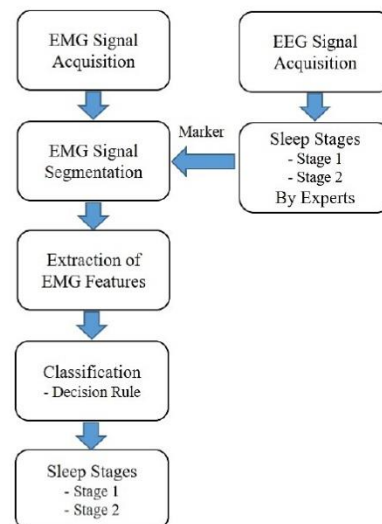 EMG Signal
Acquisition
EEG Signal
Acquisition
EMG Signal
Segmentation
Marker
Sleep Stages
- Stage 1
- Stage 2
By Experts
Extraction of
EMG Features
Classification
- Decision Rule
Sleep Stages
- Stage 1
- Stage 2